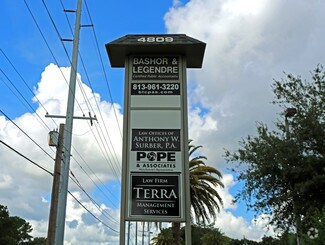 4809
BASHOR &
LEGENDRE
Certified Public Accountants
813-961-3220
blcpas.com
LAW OFFICES OF
ANTHONY W.
SURBER, P.A.
POPE
& ASSOCIATES
LAW FIRM
TERRA
MANAGEMENT
SERVICES